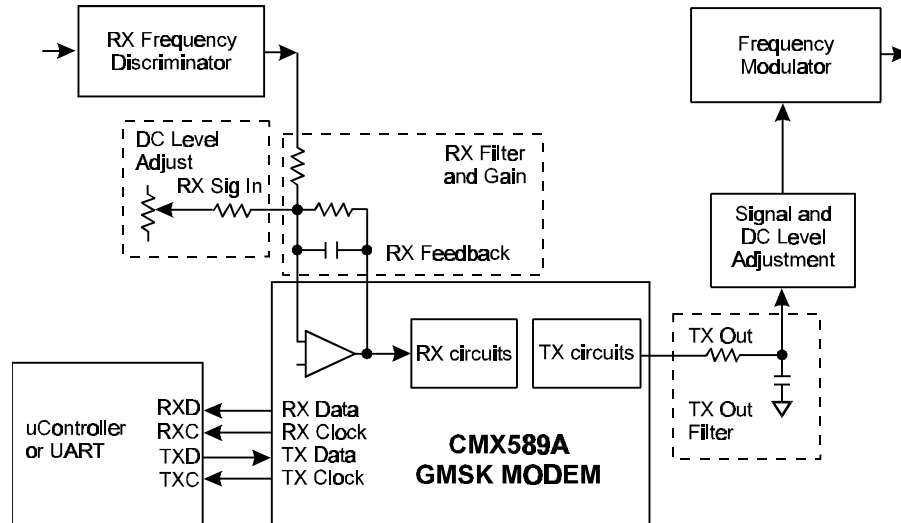 RX Frequency
Discriminator
Frequency
Modulator
DC Level
Adjust
RX Sig In
RX Filter
and Gain
RX Feedback
Signal and
DC Level
Adjustment
RX circuits
TX circuits
TX Out
TX Out
Filter
uController
or UART
RXD
RXC
TXD
TXC
RX Data
RX Clock
TX Data
TX Clock
CMX589A
GMSK MODEM